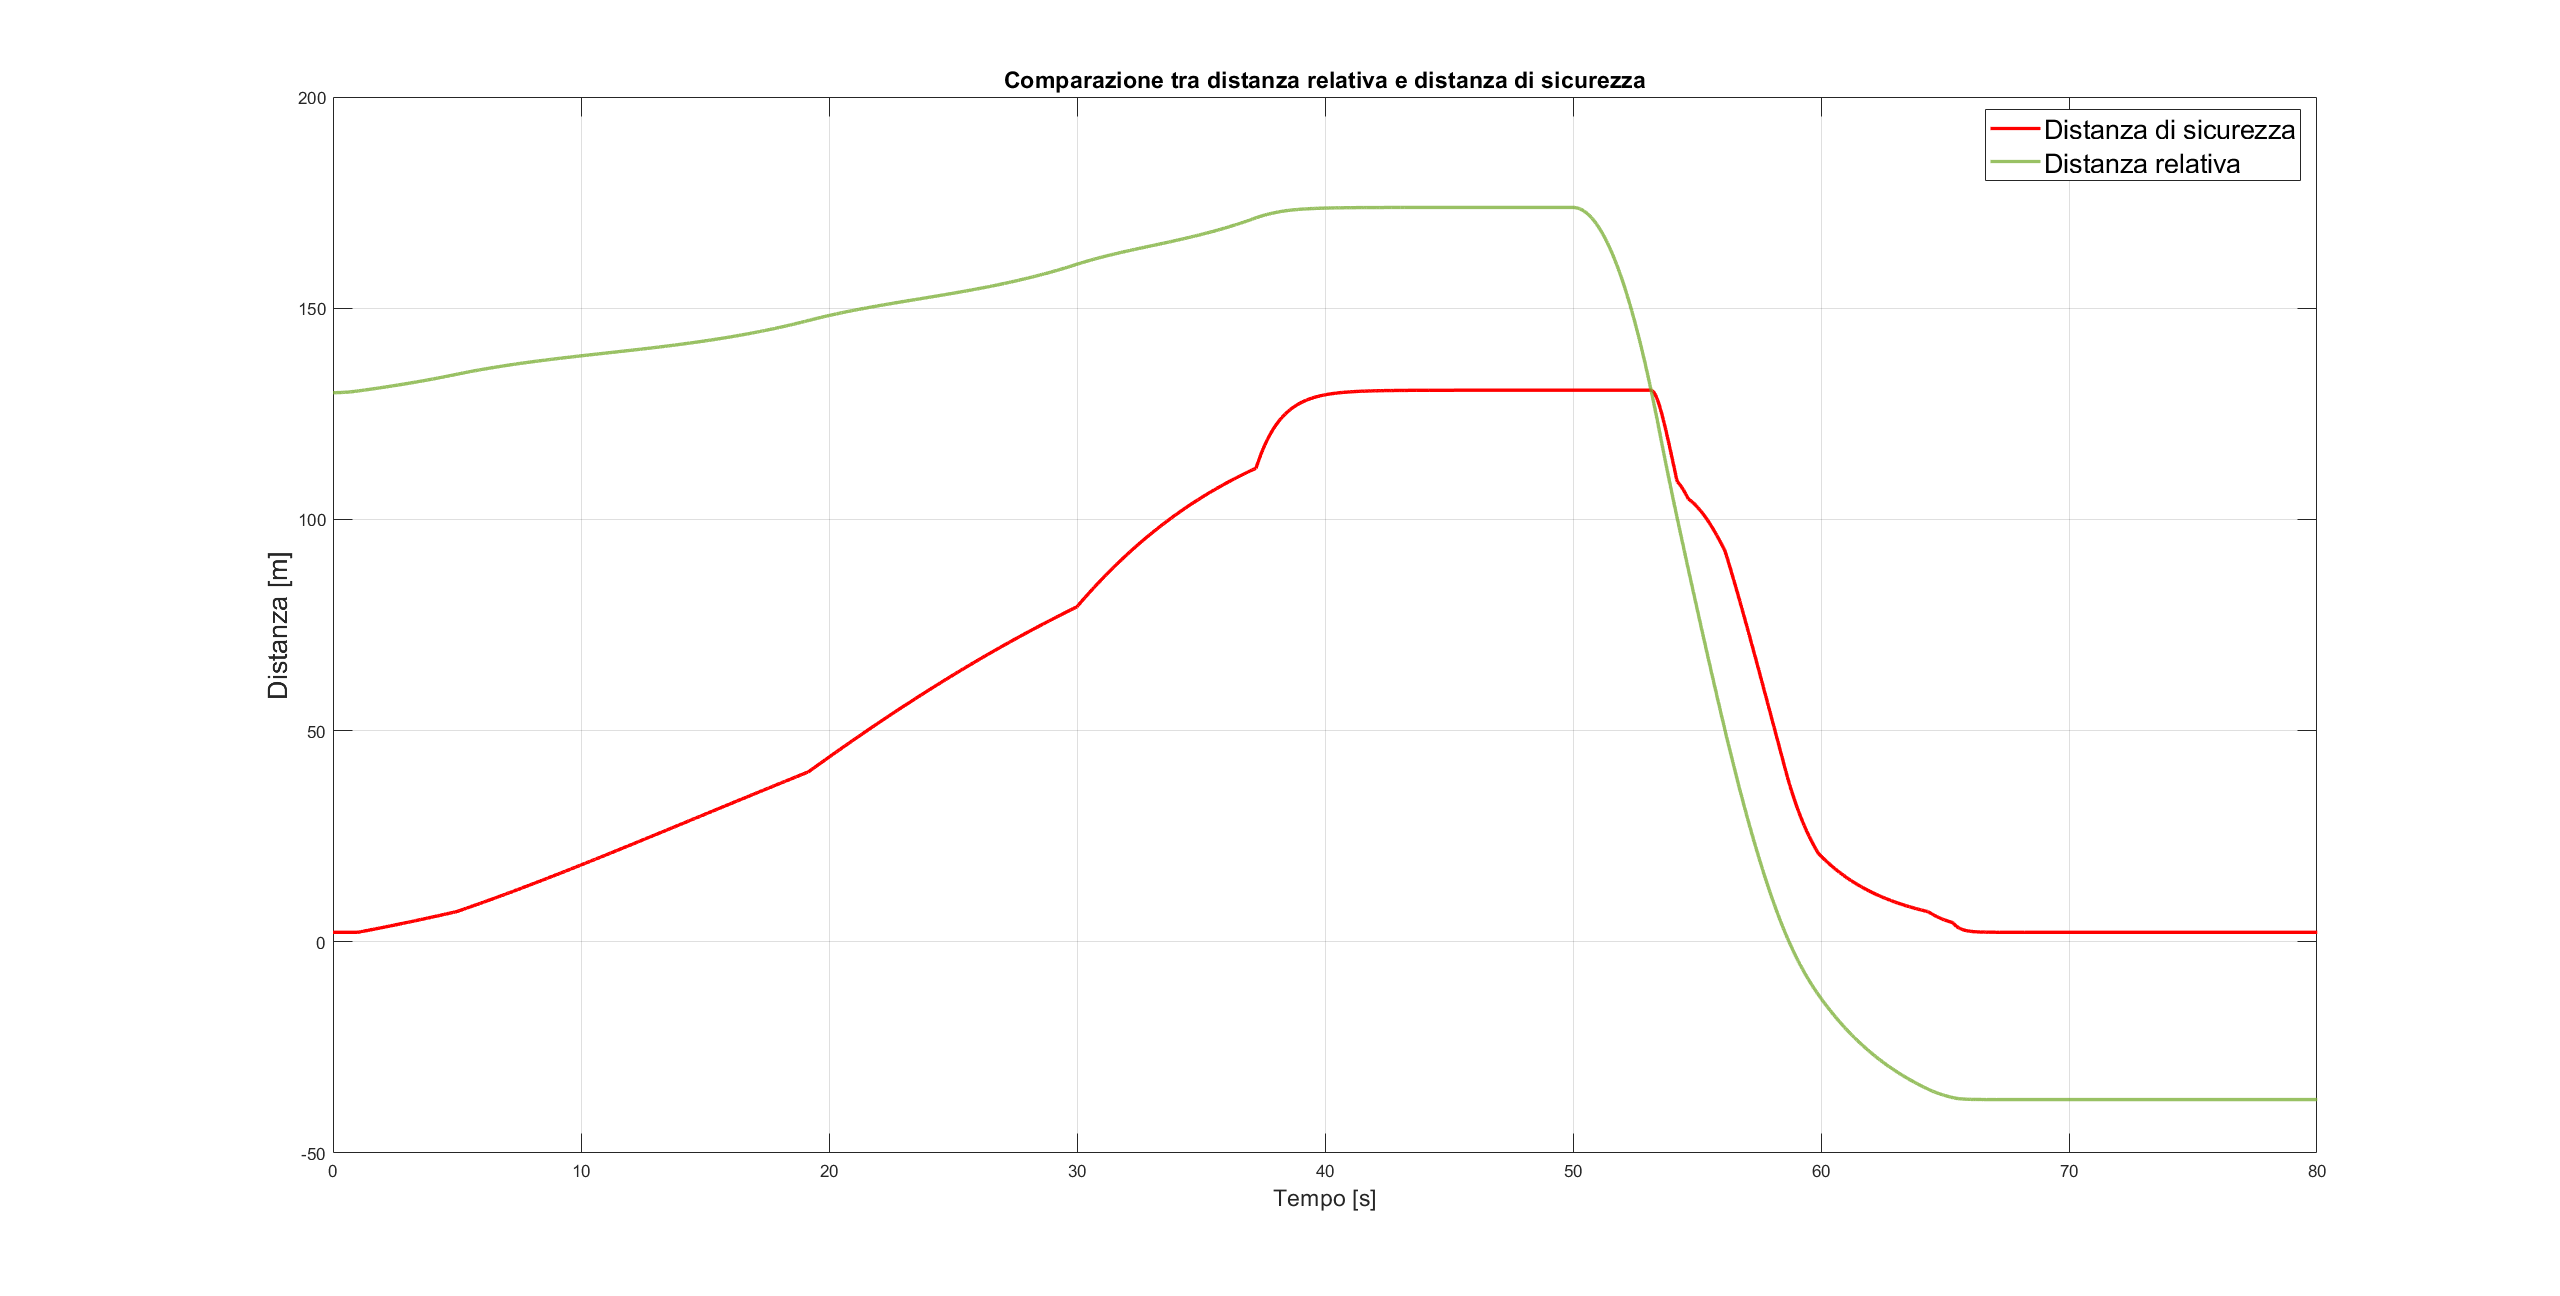 Comparazione tra distanza relativa e distanza di sicurezza
Distanza di sicurezza
Distanza relativa
Distanza [m]
200
150
100
50
0
-50
0 10 20 30 40 50 60 70 80
Tempo [s]